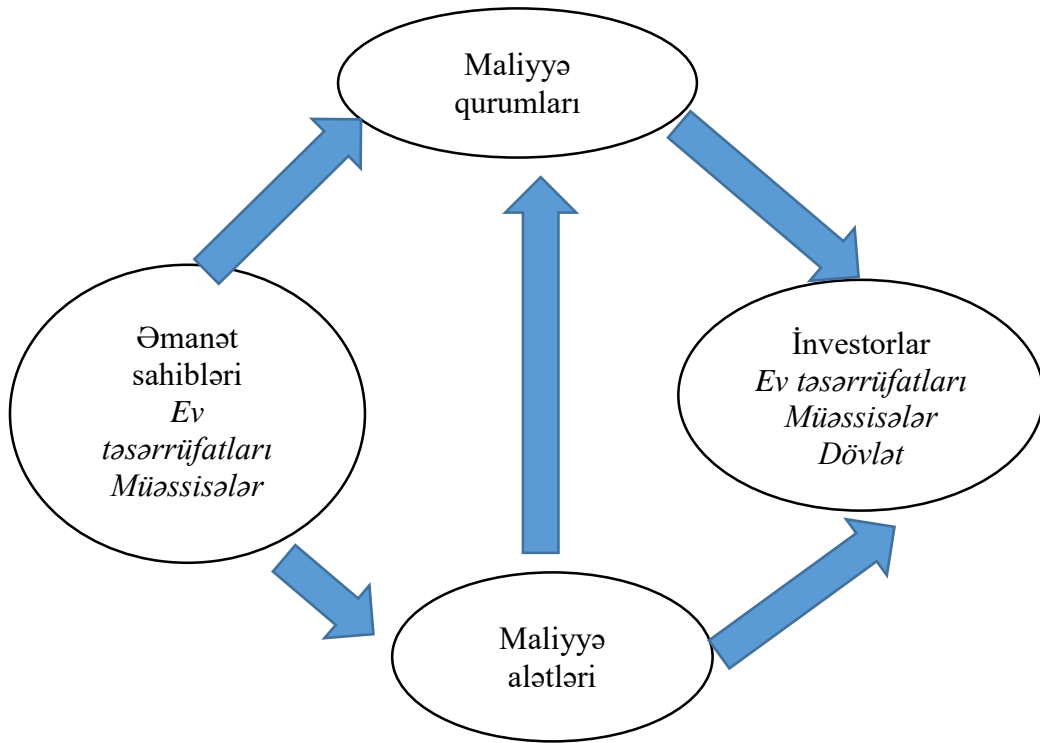 Maliyyə
qurumları
Əmanət
sahibləri
Ev
təsərrüfatları
Müəssisələr
İnvestorlar
Ev təsərrüfatları
Müəssisələr
Dövlət
Maliyyə
alətləri